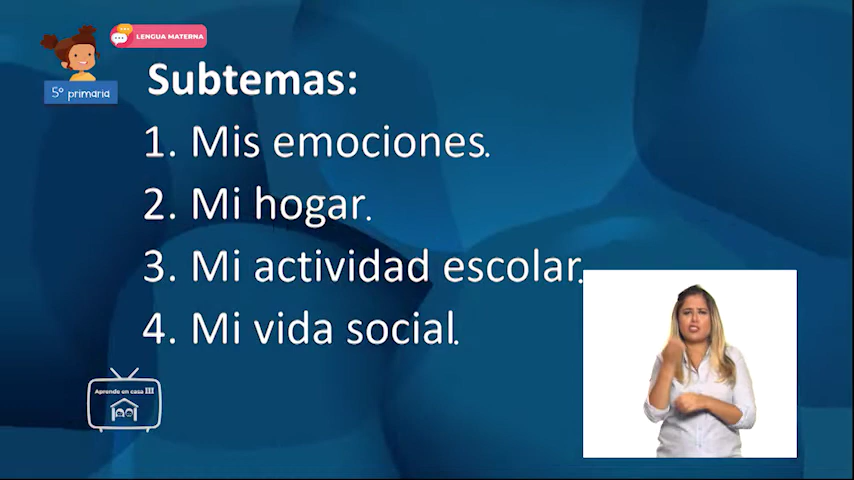 LENGUA MATERNA
5° primaria
Subtemas:
1. Mis emociones.
2. Mi hogar.
3. Mi actividad escolar.
4. Mi vida social.
Aprende en casa III